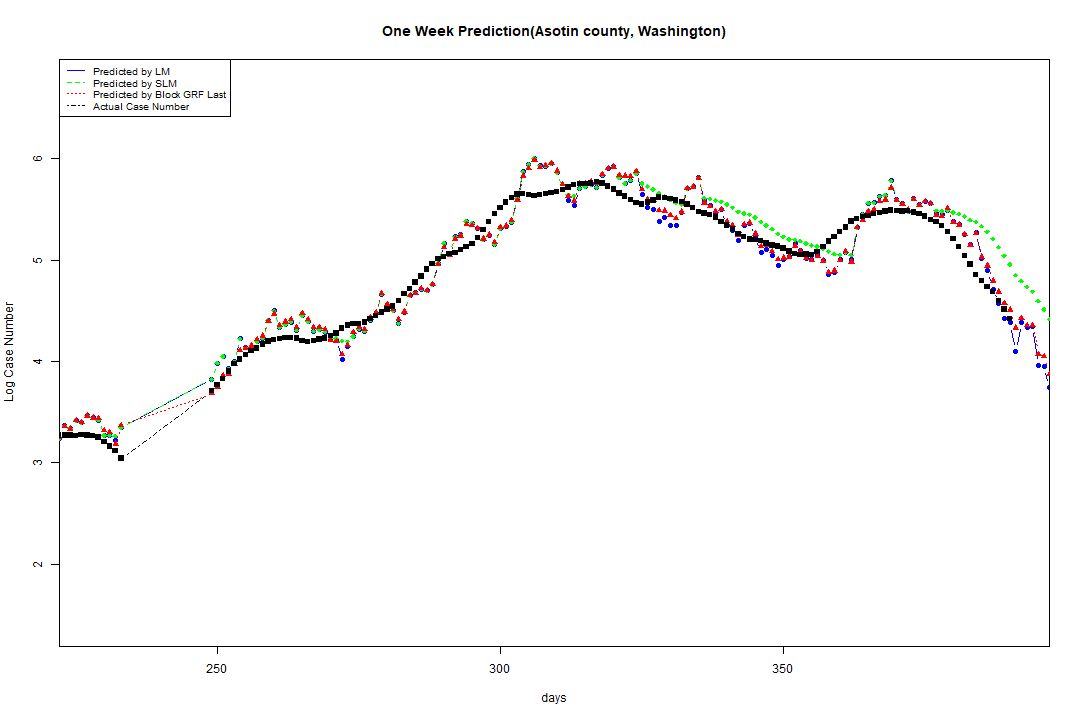 One Week Prediction(Asotin county, Washington)
Predicted by LM
Predicted by SLM
Predicted by Block GRF Last
Actual Case Number
6
5
4
3
2
Log Case Number
250 300 350
days